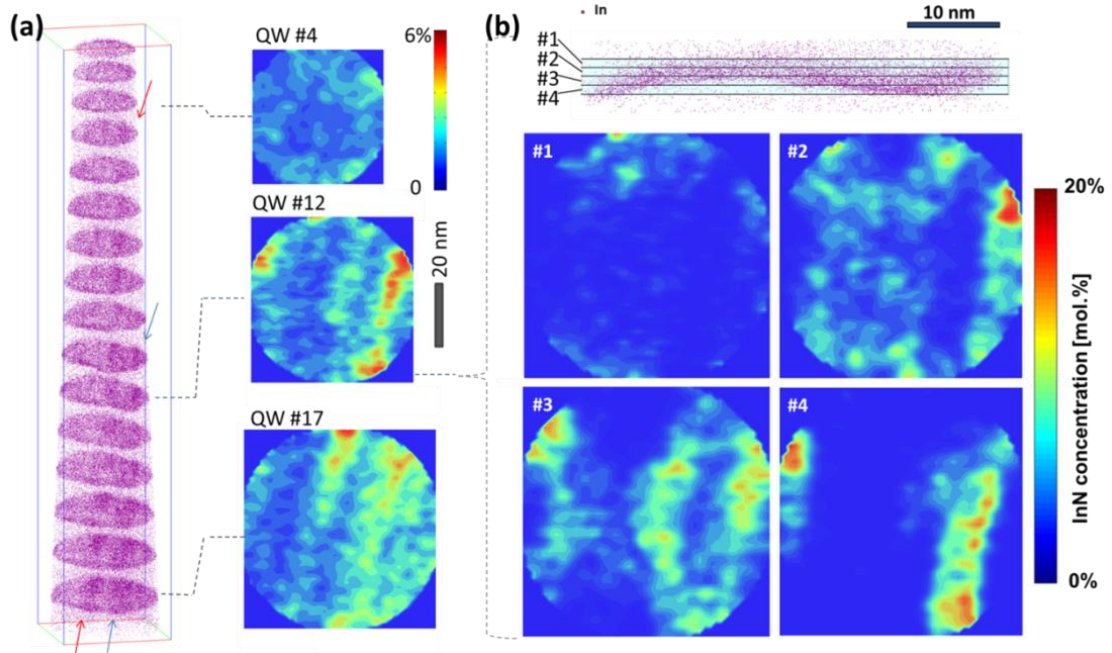 (a)
QW #4
6%
0
QW #12
20 nm
QW #17
(b)
In
10 nm
#1
#2
#3
#4
#1
#2
#3
#4
20%
InN concentration [mol.%]
0%